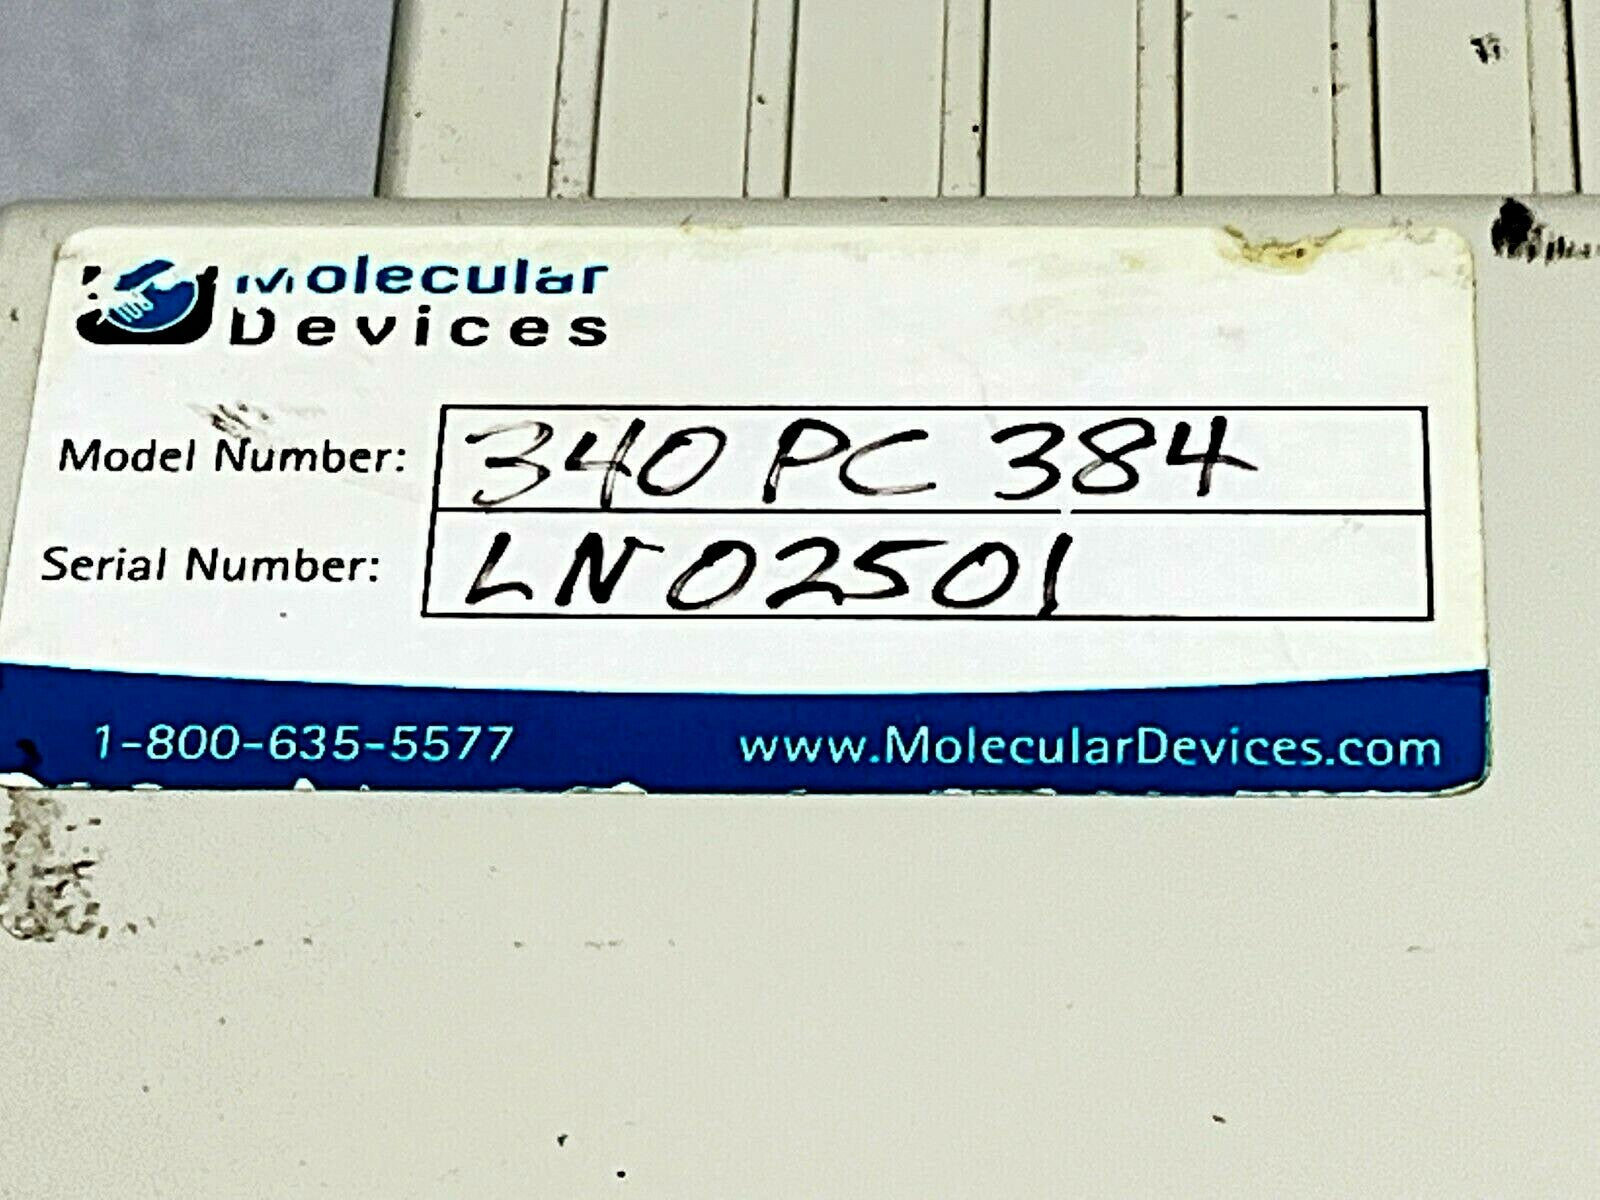 Molecular
Devices
Model Number: 340 PC 384
Serial Number: LN02501
1-800-635-5577 www.MolecularDevices.com